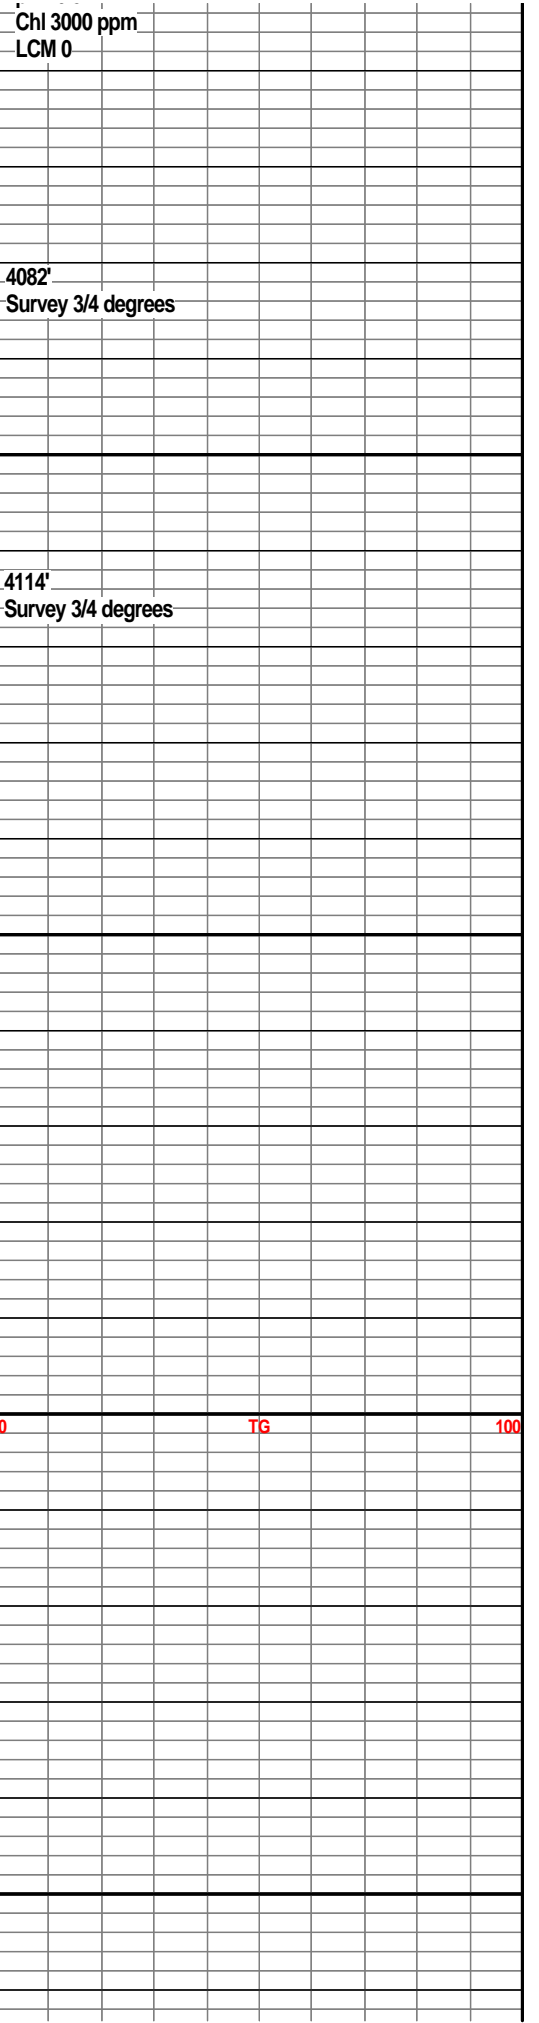 Chl 3000 ppm
LCM 0
4082'
Survey 3/4 degrees
4114'
Survey 3/4 degrees
0 TG 100